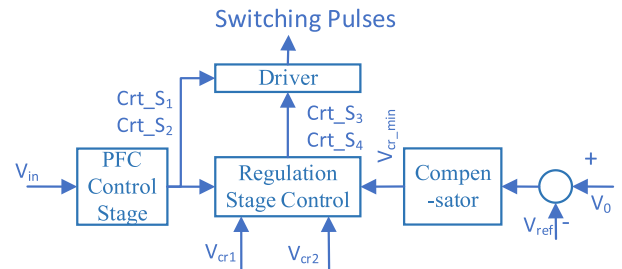 Switching Pulses
Driver
Crt_S1
Crt_S2
Crt_S3
Crt_S4
Vcr_min
Vin
PFC
Control
Stage
Regulation
Stage Control
Compen
-sator
+
V0
Vref
-
Vcr1
Vcr2